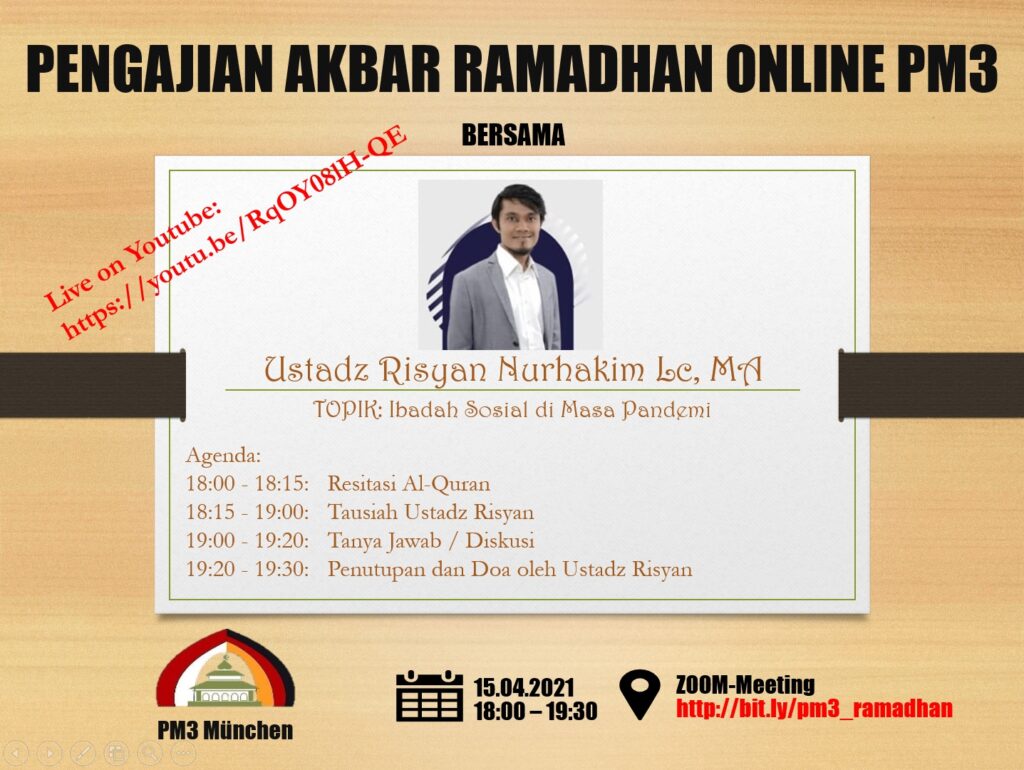 PENGAJIAN AKBAR RAMADHAN ONLINE PM3
BERSAMA
Live on Youtube:
https://youtu.be/RqOY08lH-QE
Ustadz Risyan Nurhakim Lc, MA
TOPIK: Ibadah Sosial di Masa Pandemi
Agenda:
18:00 - 18:15: Resitasi Al-Quran
18:15 - 19:00: Tausiah Ustadz Risyan
19:00 - 19:20: Tanya Jawab / Diskusi
19:20 - 19:30: Penutupan dan Doa oleh Ustadz Risyan
PM3 München
15.04.2021
18:00 – 19:30
ZOOM-Meeting
http://bit.ly/pm3_ramadhan